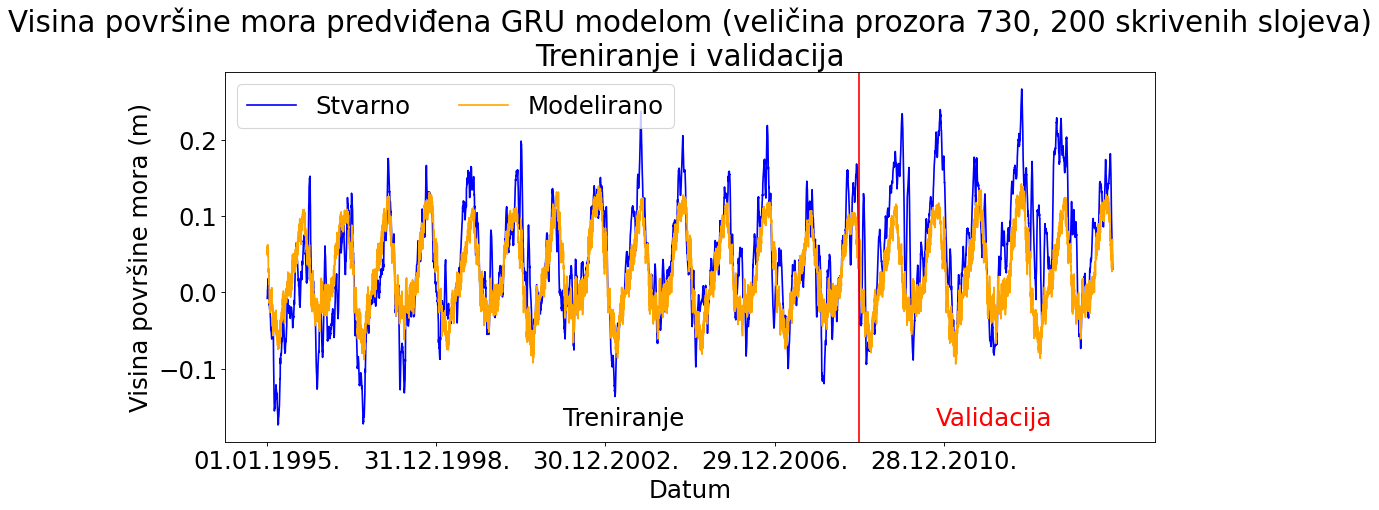 Visina površine mora predviđena GRU modelom (veličina prozora 730, 200 skrivenih slojeva)
Treniranje i validacija
Stvarno
Modelirano
Visina površine mora (m)
0.2
0.1
0.0
−0.1
Treniranje
Validacija
01.01.1995.
31.12.1998.
30.12.2002.
29.12.2006.
28.12.2010.
Datum